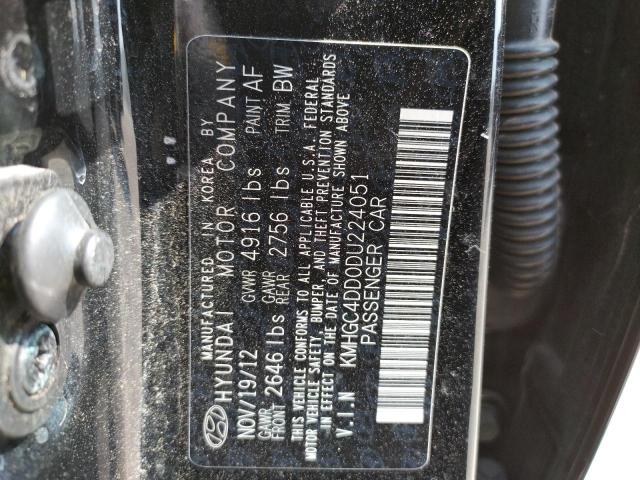 MANUFACTURED IN KOREA BY
HYUNDAI MOTOR COMPANY
NOV/19/12 GVWR 4916 lbs PAINT AF
GAWR FRONT 2646 lbs GAWR REAR 2756 lbs TRIM BW
THIS VEHICLE CONFORMS TO ALL APPLICABLE U.S.A. FEDERAL
MOTOR VEHICLE SAFETY, BUMPER, AND THEFT PREVENTION STANDARDS
IN EFFECT ON THE DATE OF MANUFACTURE SHOWN ABOVE
V.I.N KMHGC4DD0DU224051
PASSENGER CAR